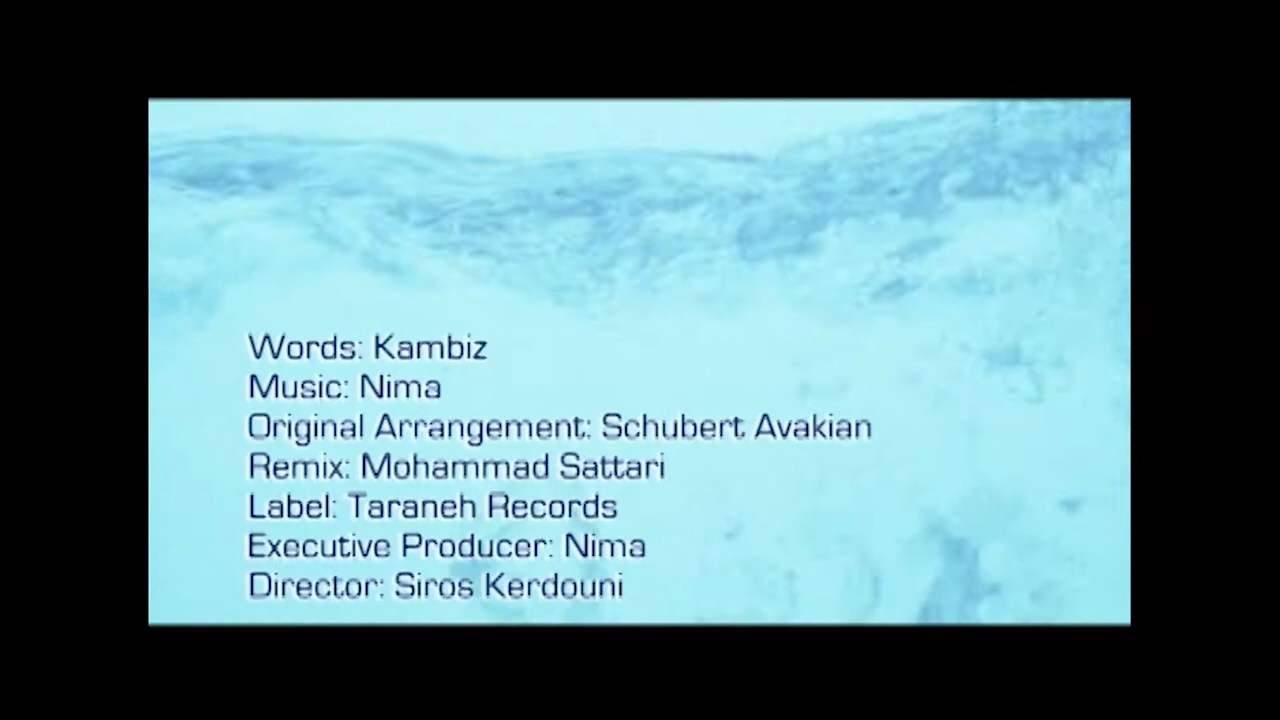 Words: Kambiz
Music: Nima
Original Arrangement: Schubert Avakian
Remix: Mohammad Sattari
Label: Taraneh Records
Executive Producer: Nima
Director: Siros Kerdouni